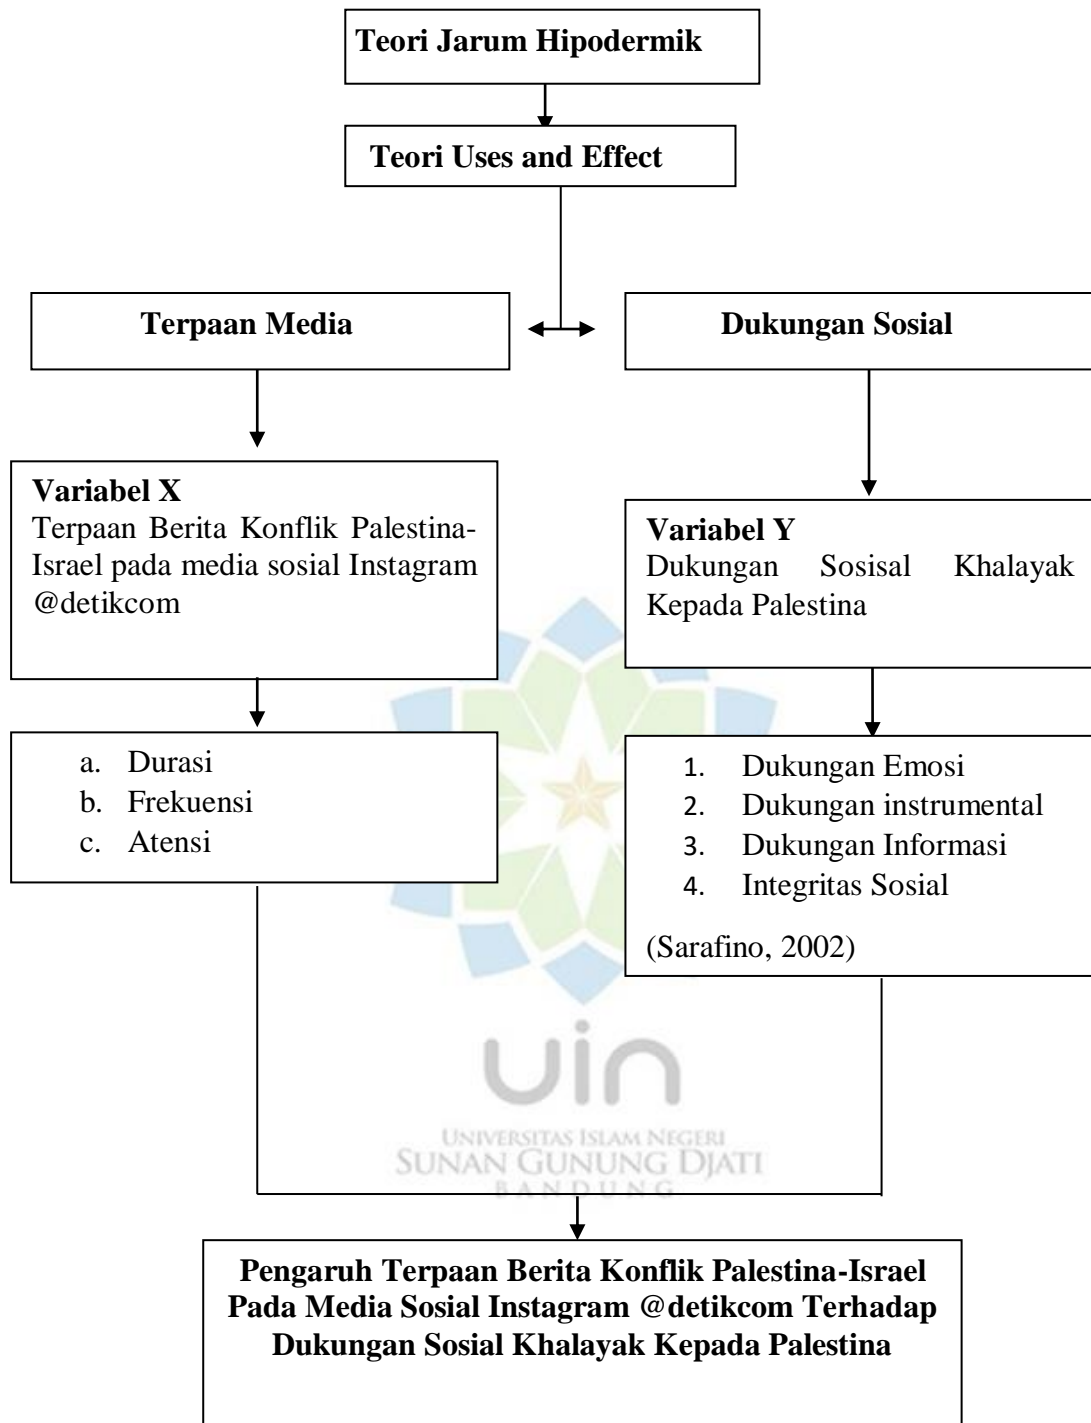 Teori Jarum Hipodermik
Teori Uses and Effect
Terpaan Media
Dukungan Sosial
Variabel X
Terpaan Berita Konflik Palestina-
Israel pada media sosial Instagram
@detikcom
Variabel Y
Dukungan Sosisal Khalayak
Kepada Palestina
a. Durasi
b. Frekuensi
c. Atensi
1. Dukungan Emosi
2. Dukungan instrumental
3. Dukungan Informasi
4. Integritas Sosial
(Sarafino, 2002)
uin
UNIVERSITAS ISLAM NEGERI
SUNAN GUNUNG DJATI
BANDUNG
Pengaruh Terpaan Berita Konflik Palestina-Israel
Pada Media Sosial Instagram @detikcom Terhadap
Dukungan Sosial Khalayak Kepada Palestina